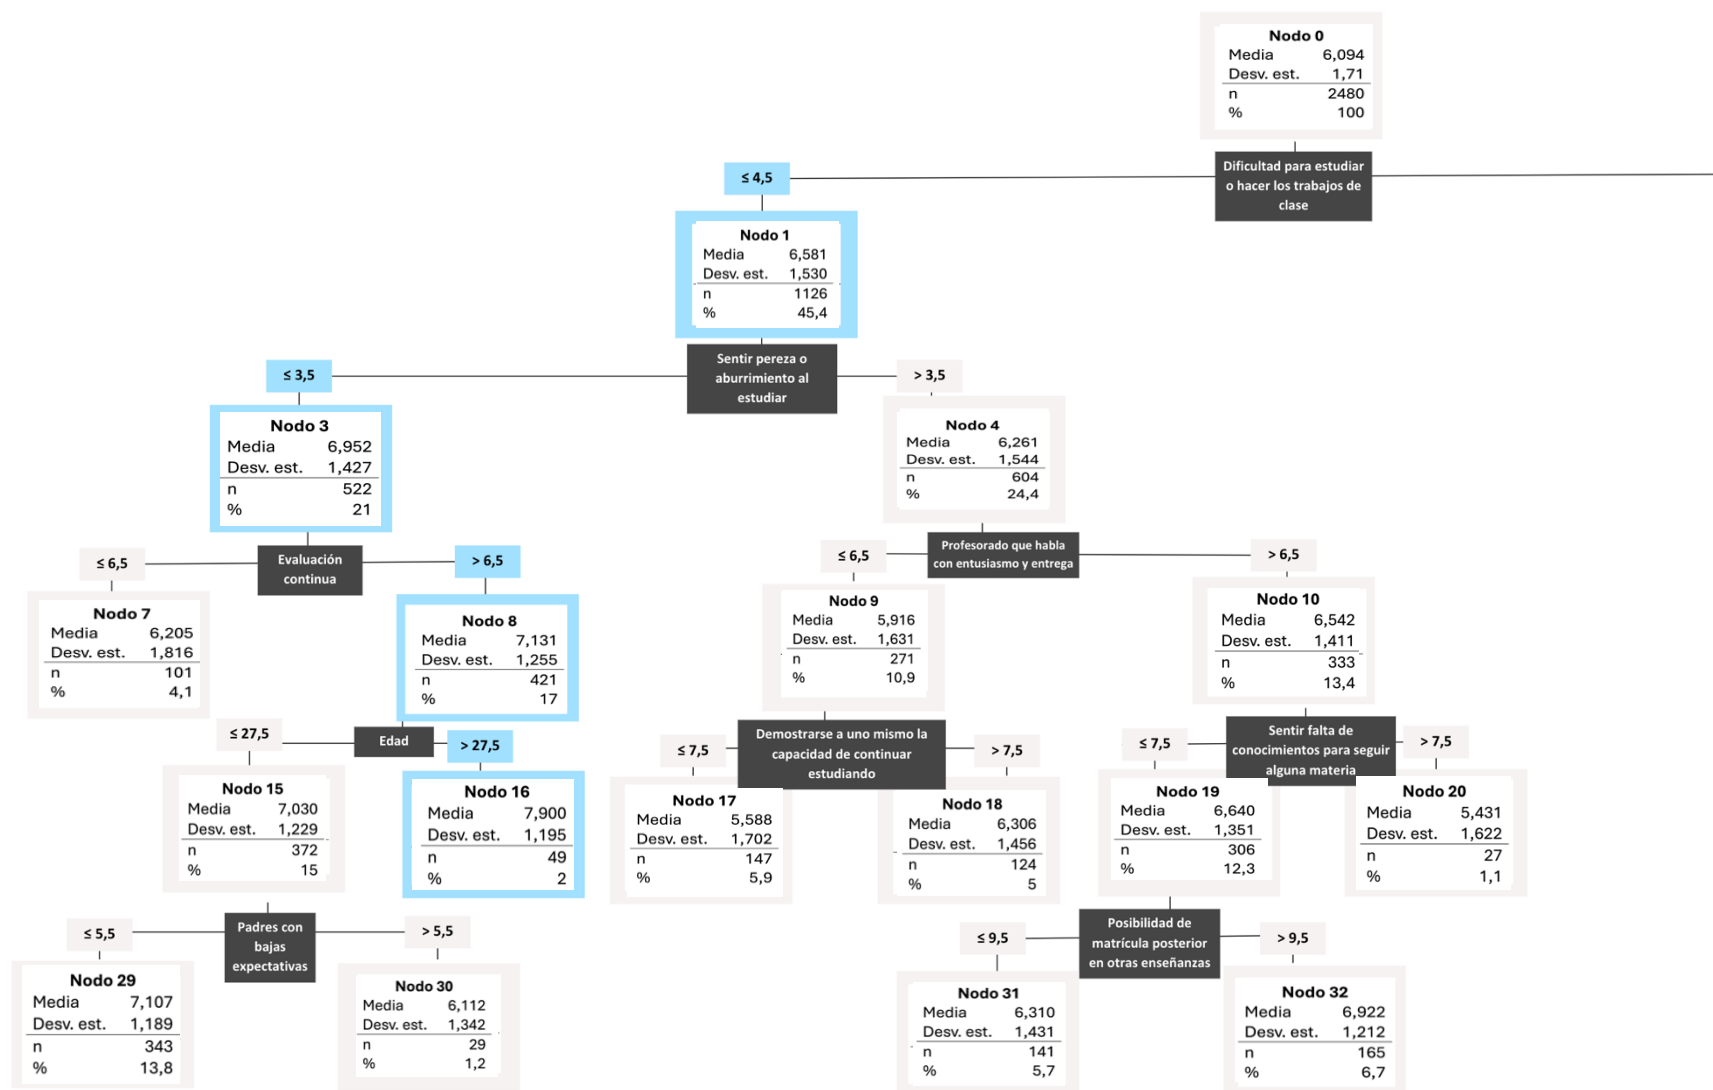 Nodo 0
Media 6,094
Desv. est. 1,71
n 2480
% 100
Dificultad para estudiar
o hacer los trabajos de
clase
≤ 4,5
Nodo 1
Media 6,581
Desv. est. 1,530
n 1126
% 45,4
Sentir pereza o
aburrimiento al
estudiar
≤ 3,5
> 3,5
Nodo 3
Media 6,952
Desv. est. 1,427
n 522
% 21
Nodo 4
Media 6,261
Desv. est. 1,544
n 604
% 24,4
Evaluación
continua
≤ 6,5
> 6,5
Profesorado que habla
con entusiasmo y entrega
≤ 6,5
> 6,5
Nodo 7
Media 6,205
Desv. est. 1,816
n 101
% 4,1
Nodo 8
Media 7,131
Desv. est. 1,255
n 421
% 17
Nodo 9
Media 5,916
Desv. est. 1,631
n 271
% 10,9
Nodo 10
Media 6,542
Desv. est. 1,411
n 333
% 13,4
Edad
≤ 27,5
> 27,5
Demostrarse a uno mismo la
capacidad de continuar
estudiando
≤ 7,5
> 7,5
Sentir falta de
conocimientos para seguir
alguna materia
≤ 7,5
> 7,5
Nodo 15
Media 7,030
Desv. est. 1,229
n 372
% 15
Nodo 16
Media 7,900
Desv. est. 1,195
n 49
% 2
Nodo 17
Media 5,588
Desv. est. 1,702
n 147
% 5,9
Nodo 18
Media 6,306
Desv. est. 1,456
n 124
% 5
Nodo 19
Media 6,640
Desv. est. 1,351
n 306
% 12,3
Nodo 20
Media 5,431
Desv. est. 1,622
n 27
% 1,1
Padres con
bajas
expectativas
≤ 5,5
> 5,5
Posibilidad de
matrícula posterior
en otras enseñanzas
≤ 9,5
> 9,5
Nodo 29
Media 7,107
Desv. est. 1,189
n 343
% 13,8
Nodo 30
Media 6,112
Desv. est. 1,342
n 29
% 1,2
Nodo 31
Media 6,310
Desv. est. 1,431
n 141
% 5,7
Nodo 32
Media 6,922
Desv. est. 1,212
n 165
% 6,7